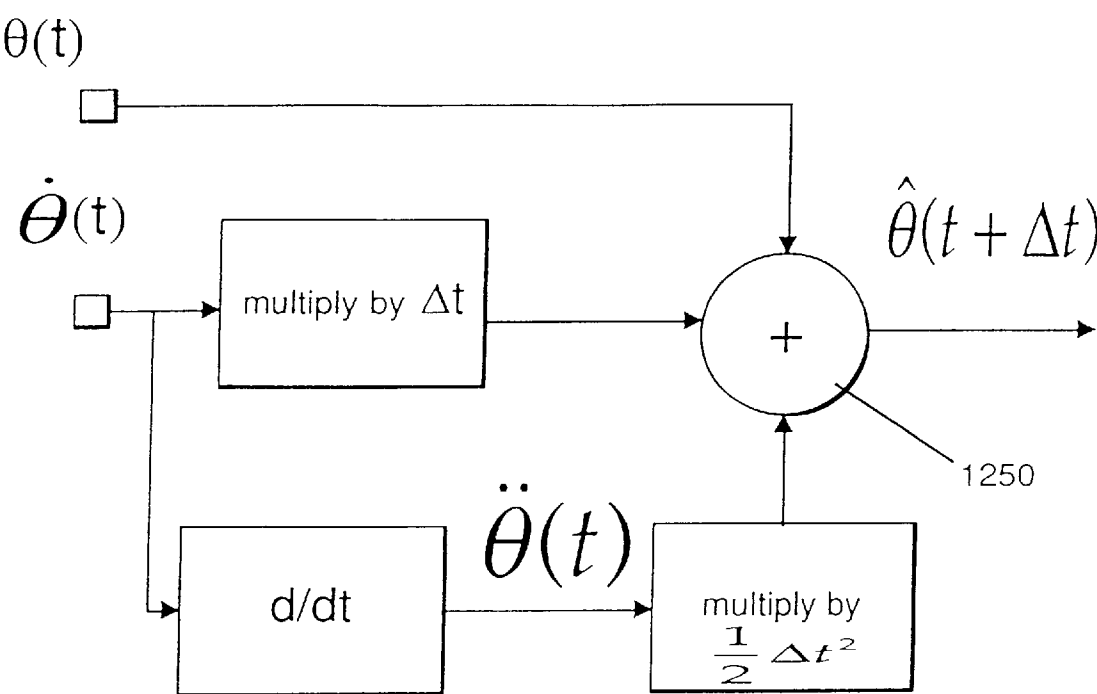 θ(t)
θ̇(t)
multiply by Δt
θ̂(t + Δt)
+
1250
d/dt
θ̈(t)
multiply by
1/2 Δt²